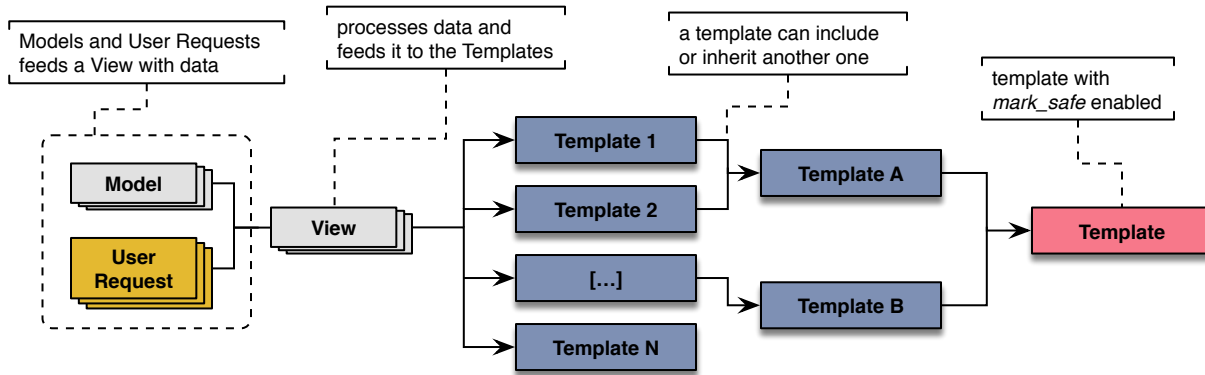 Models and User Requests
feeds a View with data
processes data and
feeds it to the Templates
a template can include
or inherit another one
template with
mark_safe enabled
Model
User
Request
View
Template 1
Template 2
[...]
Template N
Template A
Template B
Template